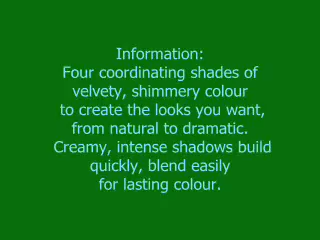 Information:
Four coordinating shades of
velvety, shimmery colour
to create the looks you want,
from natural to dramatic.
Creamy, intense shadows build
quickly, blend easily
for lasting colour.